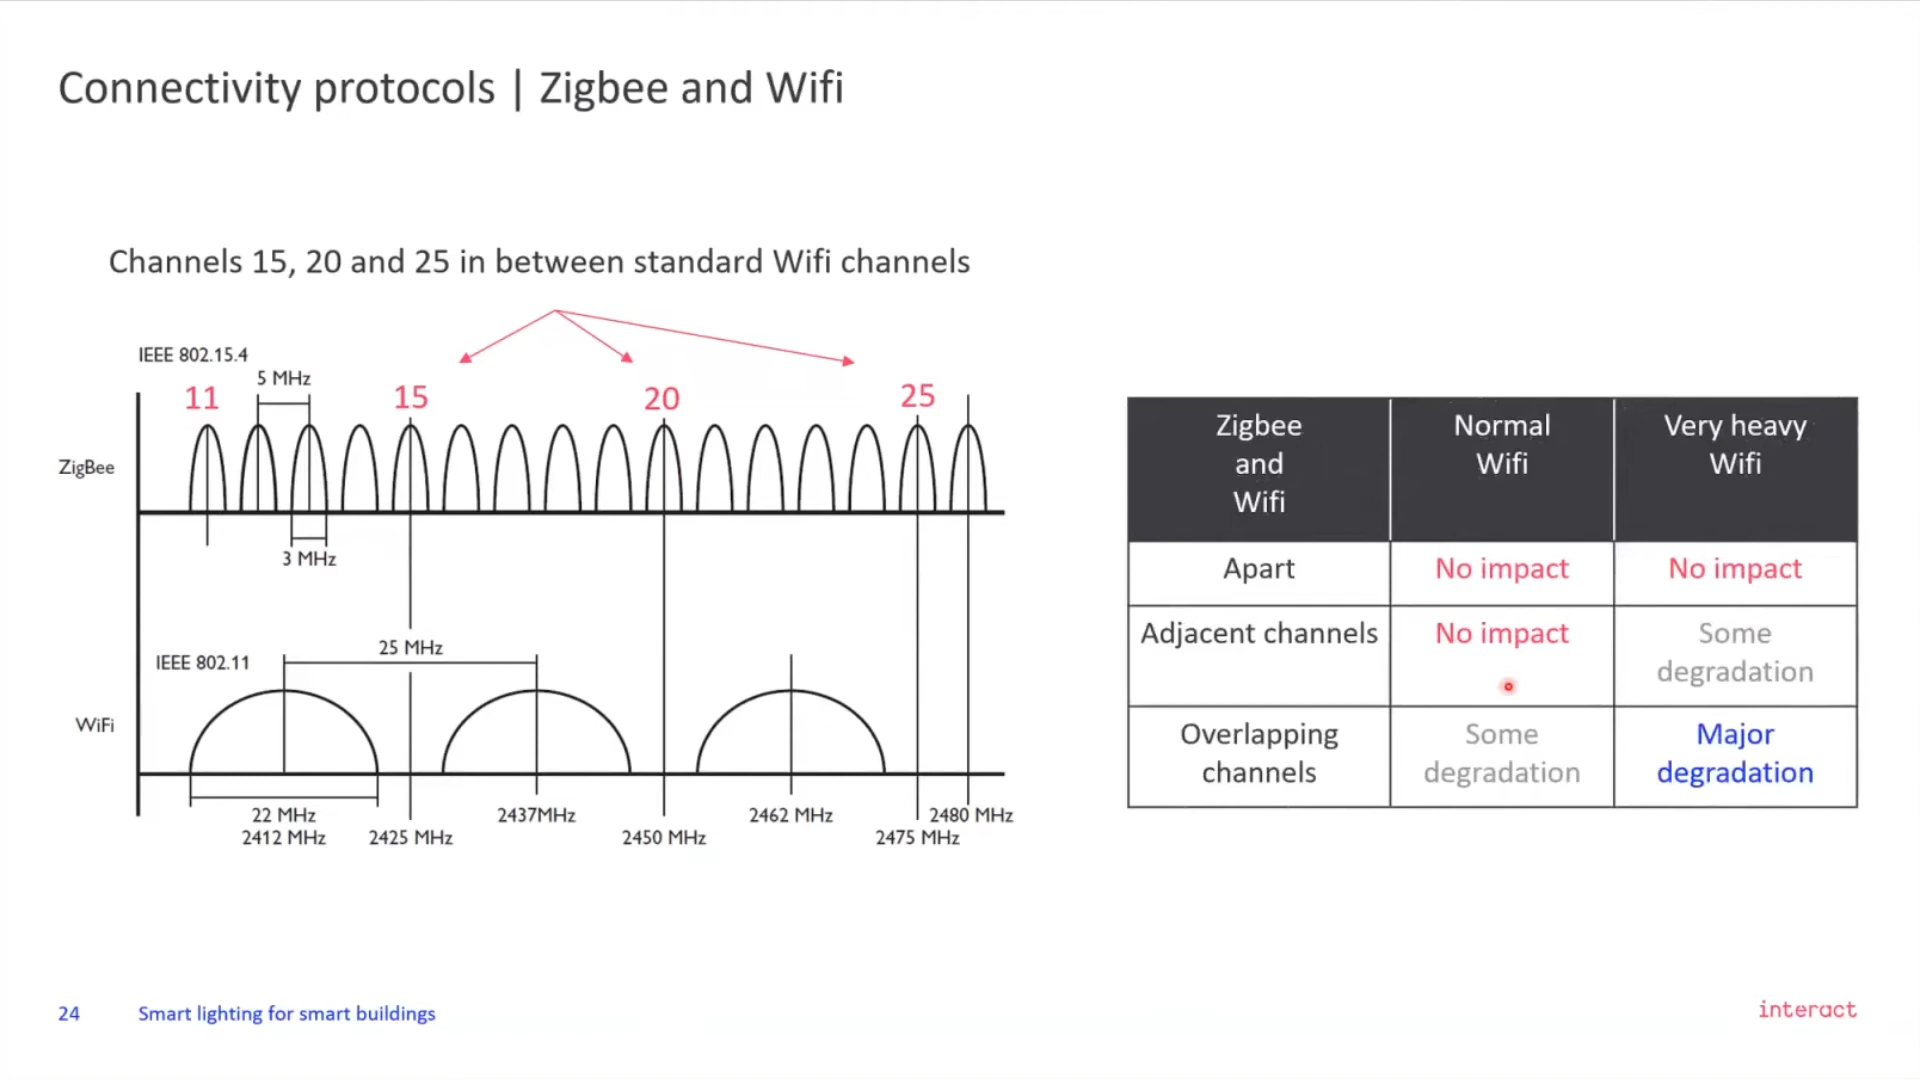 Connectivity protocols | Zigbee and Wifi
Channels 15, 20 and 25 in between standard Wifi channels
IEEE 802.15.4
5 MHz
11
15
20
25
ZigBee
3 MHz
25 MHz
IEEE 802.11
WiFi
22 MHz
2412 MHz
2425 MHz
2437MHz
2450 MHz
2462 MHz
2475 MHz
2480 MHz
Zigbee
and
Wifi
Normal
Wifi
Very heavy
Wifi
Apart
No impact
No impact
Adjacent channels
No impact
Some
degradation
Overlapping
channels
Some
degradation
Major
degradation
24
Smart lighting for smart buildings
interact